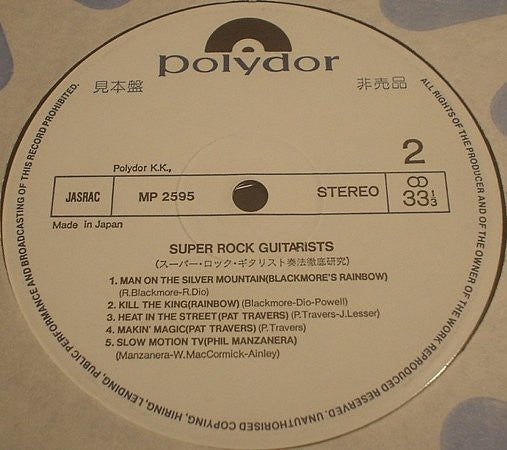 polydor
見本盤
非売品
Polydor K.K.,
2
JASRAC
MP 2595
STEREO
33 1/3
Made in Japan
SUPER ROCK GUITARISTS
(スーパー・ロック・ギタリスト奏法徹底研究)
1. MAN ON THE SILVER MOUNTAIN(BLACKMORE'S RAINBOW)
(R.Blackmore-R.Dio)
2. KILL THE KING(RAINBOW) (Blackmore-Dio-Powell)
3. HEAT IN THE STREET(PAT TRAVERS) (P.Travers-J.Lesser)
4. MAKIN' MAGIC(PAT TRAVERS) (P.Travers)
5. SLOW MOTION TV(PHIL MANZANERA)
(Manzanera-W.MacCormick-Ainley)
ALL RIGHTS OF THE PRODUCER AND OF THE OWNER OF THE WORK REPRODUCED RESERVED. UNAUTHORISED COPYING, HIRING, LENDING, PUBLIC PERFORMANCE AND BROADCASTING OF THIS RECORD PROHIBITED.